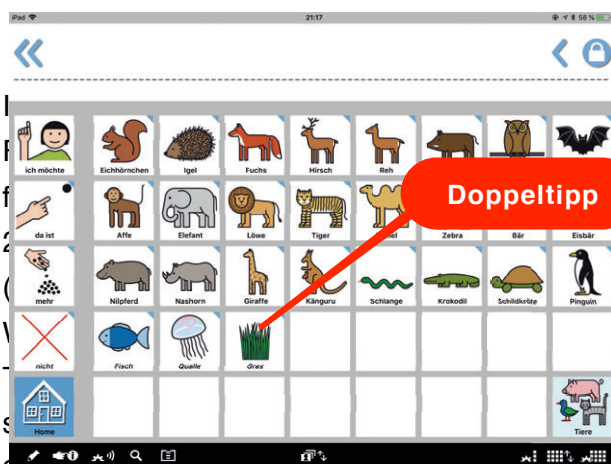 iPad 21:17 58 %
ich möchte Eichhörnchen Igel Fuchs Hirsch Reh
Doppeltipp
da ist Affe Elefant Löwe Tiger Zebra Bär Eisbär
mehr Nilpferd Nashorn Giraffe Känguru Schlange Krokodil Schildkröte Pinguin
nicht Fisch Qualle Gras
Home Tiere